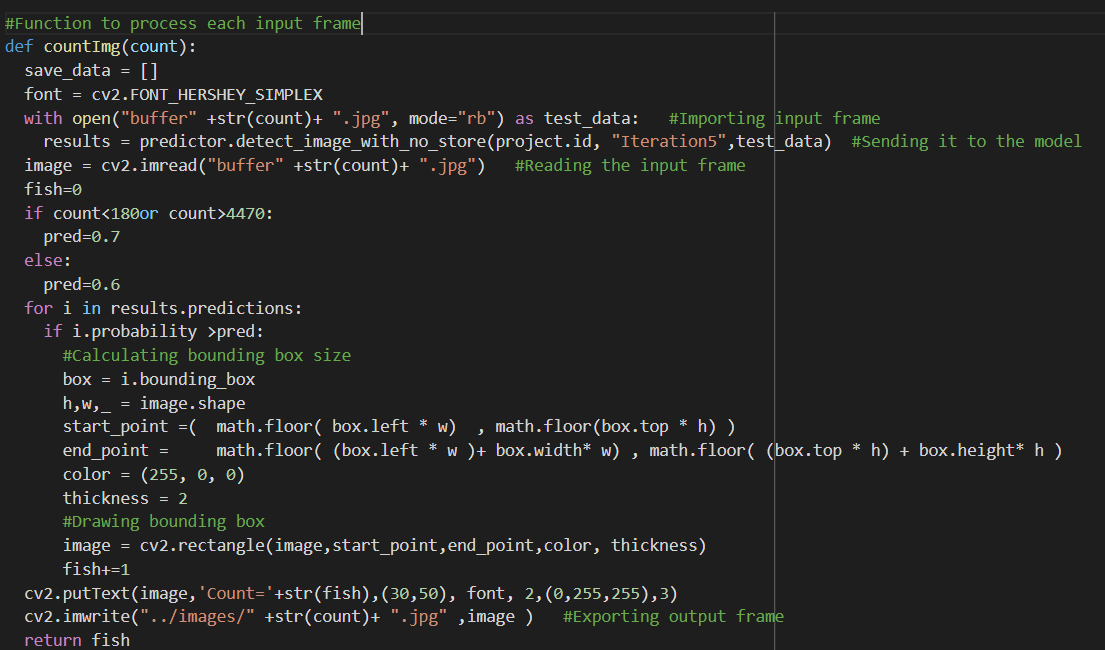 #Function to process each input frame
def countImg(count):
  save_data = []
  font = cv2.FONT_HERSHEY_SIMPLEX
  with open("buffer" +str(count)+ ".jpg", mode="rb") as test_data:   #Importing input frame
    results = predictor.detect_image_with_no_store(project.id, "Iteration5",test_data)  #Sending it to the model
  image = cv2.imread("buffer" +str(count)+ ".jpg")   #Reading the input frame
  fish=0
  if count<180or count>4470:
    pred=0.7
  else:
    pred=0.6
  for i in results.predictions:
    if i.probability >pred:
      #Calculating bounding box size
      box = i.bounding_box
      h,w,_ = image.shape
      start_point =(  math.floor( box.left * w)  , math.floor(box.top * h) )
      end_point =     math.floor( (box.left * w )+ box.width* w) , math.floor( (box.top * h) + box.height* h )
      color = (255, 0, 0)
      thickness = 2
      #Drawing bounding box
      image = cv2.rectangle(image,start_point,end_point,color, thickness)
      fish+=1
  cv2.putText(image,'Count='+str(fish),(30,50), font, 2,(0,255,255),3)
  cv2.imwrite("../images/" +str(count)+ ".jpg" ,image )   #Exporting output frame
  return fish